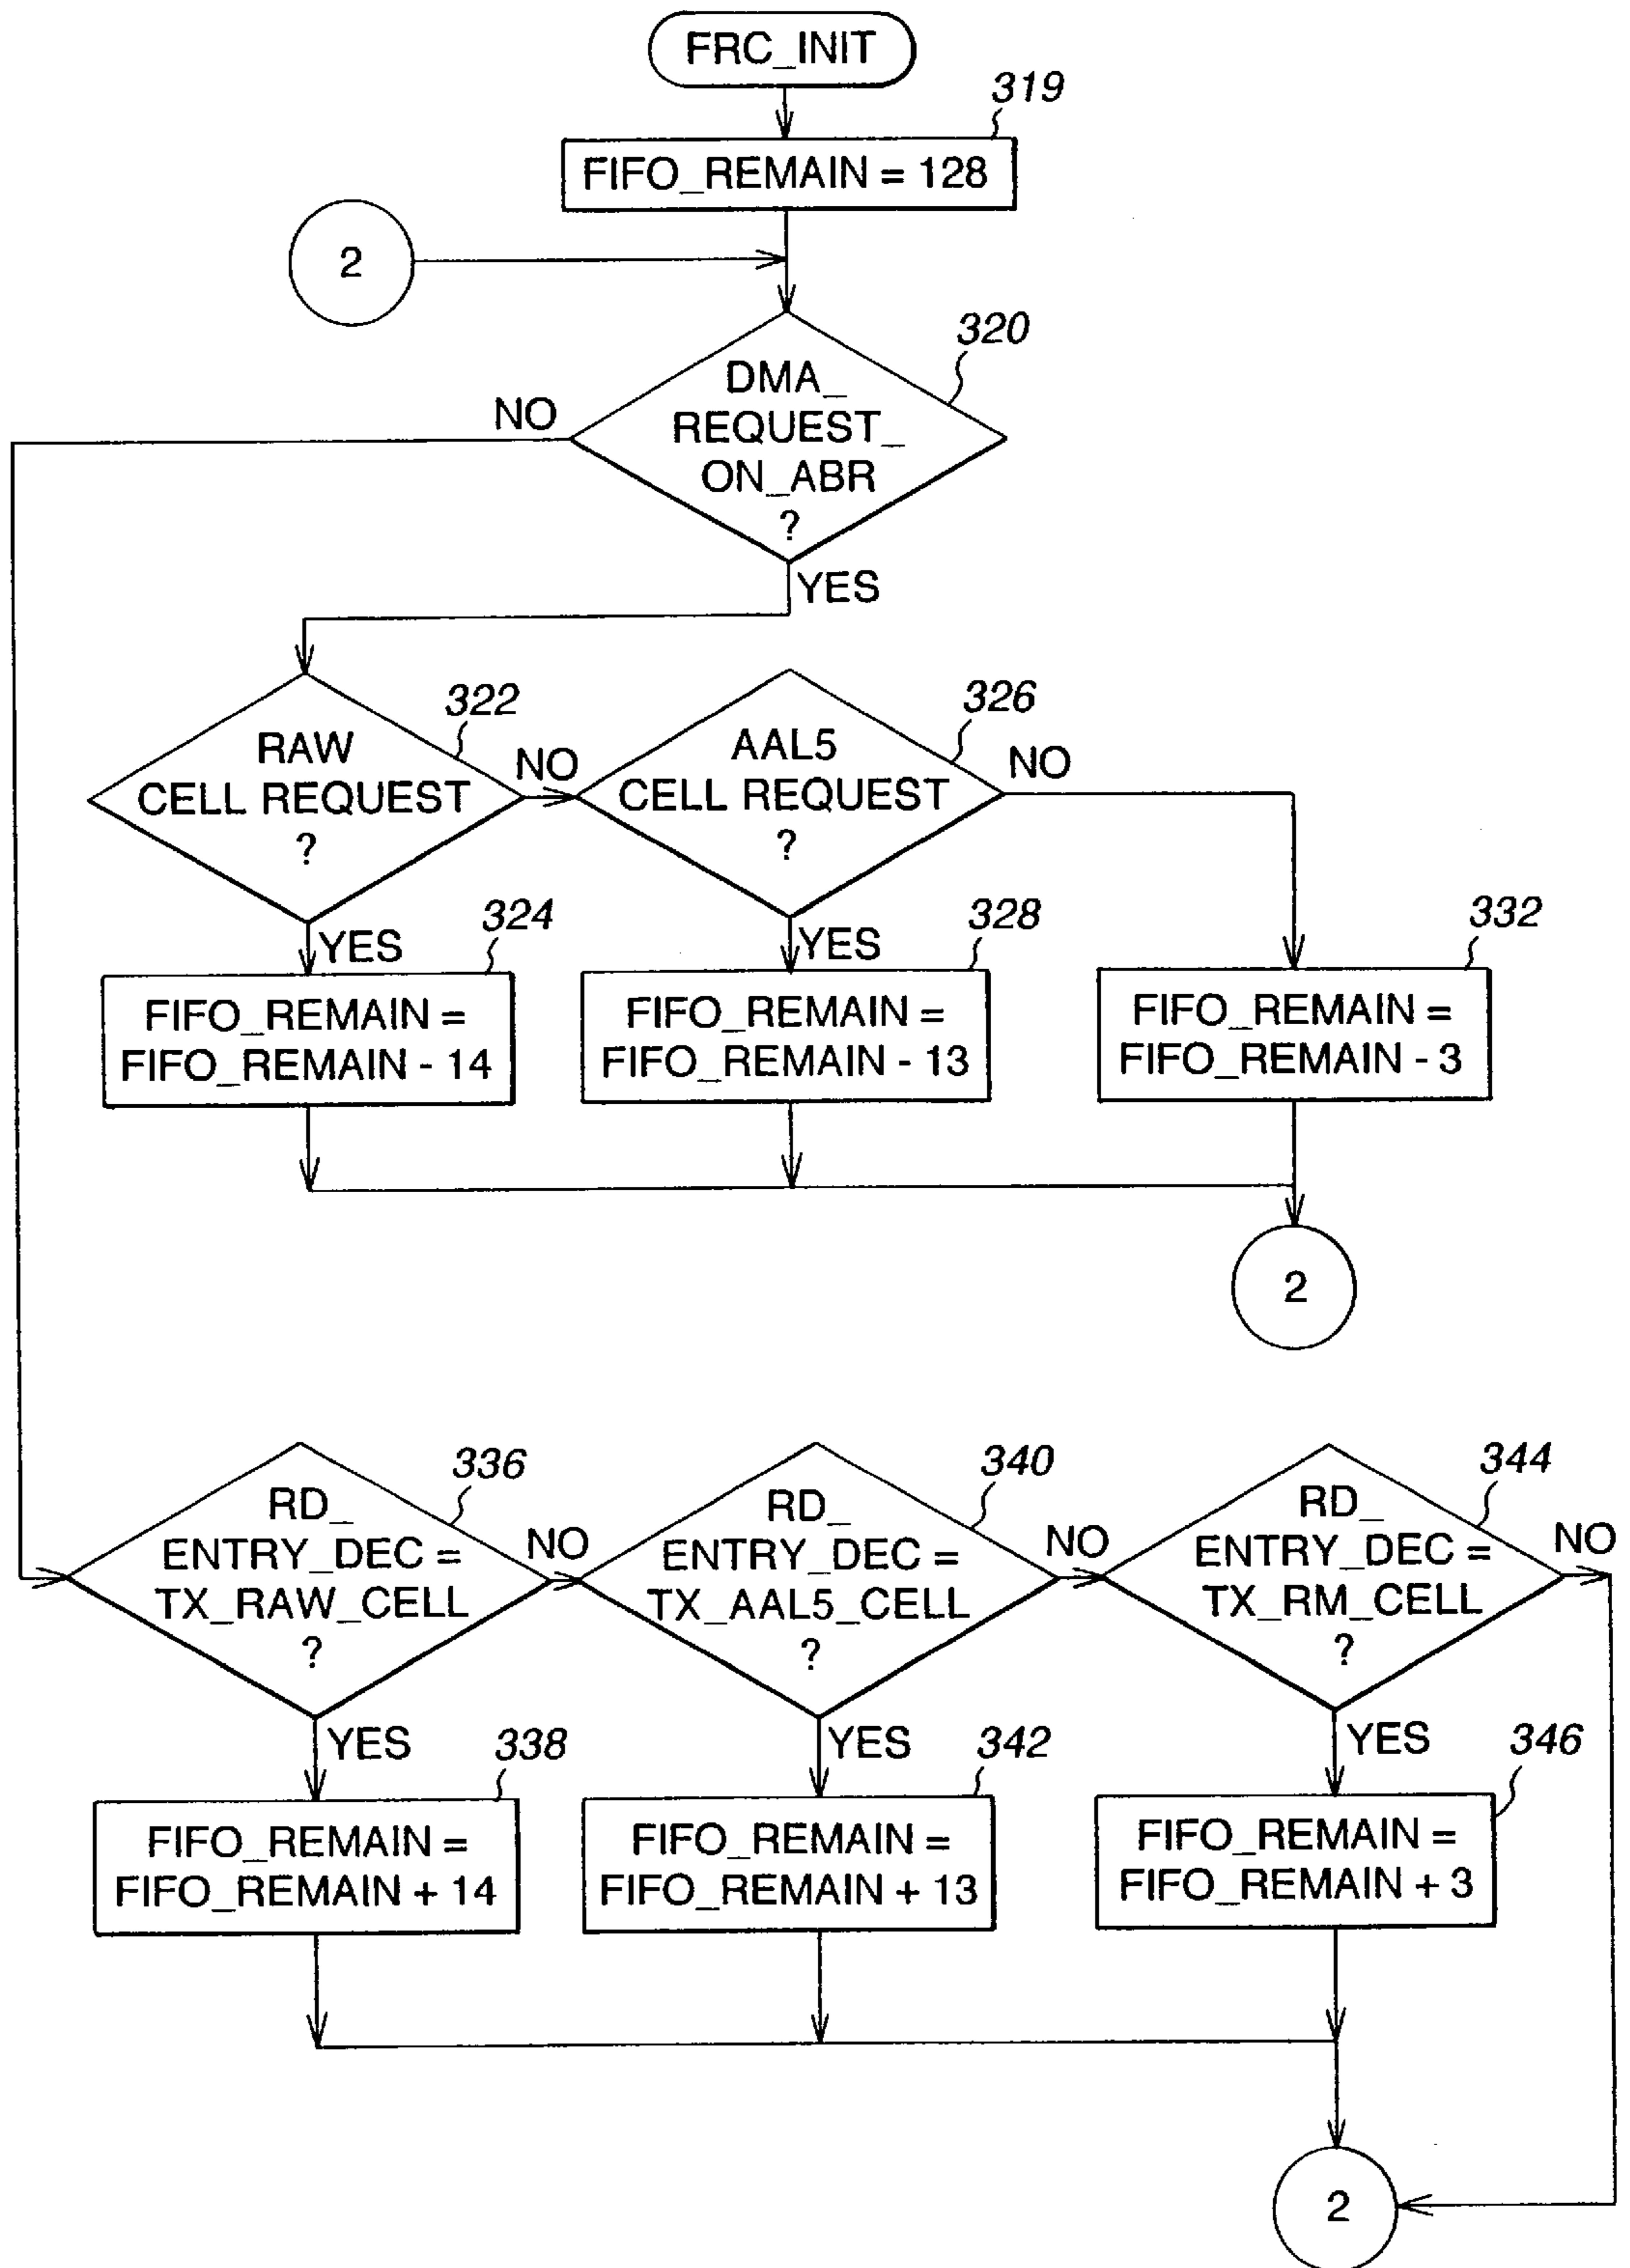 FRC_INIT
319
FIFO_REMAIN = 128
2
320
DMA_
REQUEST_
ON_ABR
?
NO
YES
322
RAW
CELL REQUEST
?
NO
326
AAL5
CELL REQUEST
?
NO
YES
324
FIFO_REMAIN =
FIFO_REMAIN - 14
YES
328
FIFO_REMAIN =
FIFO_REMAIN - 13
332
FIFO_REMAIN =
FIFO_REMAIN - 3
2
336
RD_
ENTRY_DEC =
TX_RAW_CELL
?
NO
340
RD_
ENTRY_DEC =
TX_AAL5_CELL
?
NO
344
RD_
ENTRY_DEC =
TX_RM_CELL
?
NO
YES
338
FIFO_REMAIN =
FIFO_REMAIN + 14
YES
342
FIFO_REMAIN =
FIFO_REMAIN + 13
YES
346
FIFO_REMAIN =
FIFO_REMAIN + 3
2